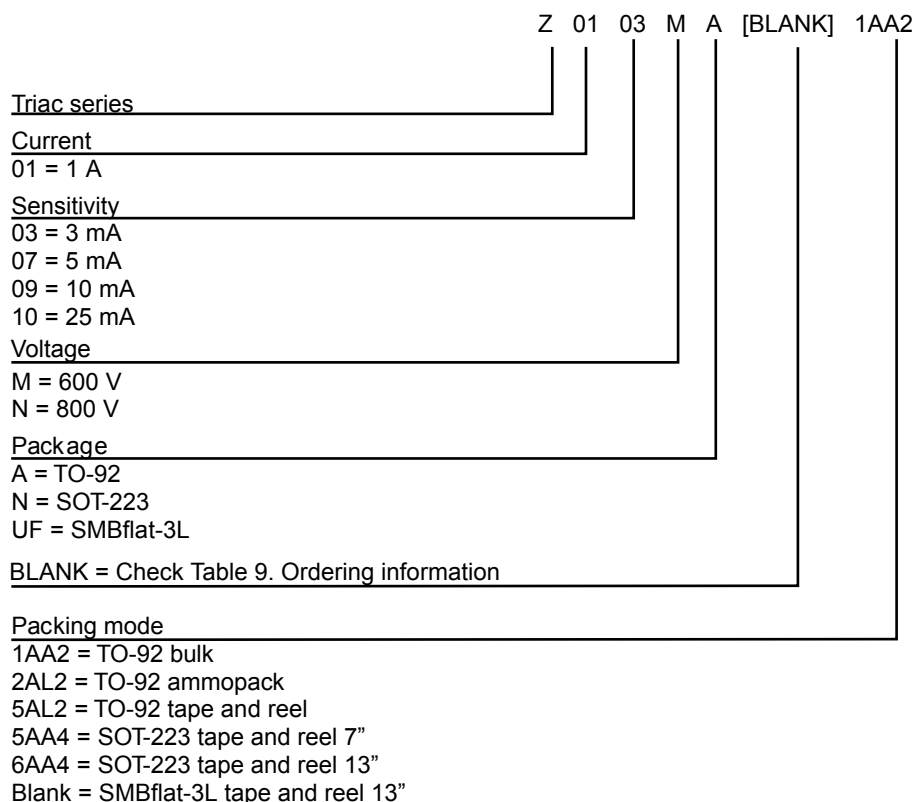 Z 01 03 M A [BLANK] 1AA2
Triac series
Current
01 = 1 A
Sensitivity
03 = 3 mA
07 = 5 mA
09 = 10 mA
10 = 25 mA
Voltage
M = 600 V
N = 800 V
Package
A = TO-92
N = SOT-223
UF = SMBflat-3L
BLANK = Check Table 9. Ordering information
Packing mode
1AA2 = TO-92 bulk
2AL2 = TO-92 ammopack
5AL2 = TO-92 tape and reel
5AA4 = SOT-223 tape and reel 7”
6AA4 = SOT-223 tape and reel 13”
Blank = SMBflat-3L tape and reel 13”